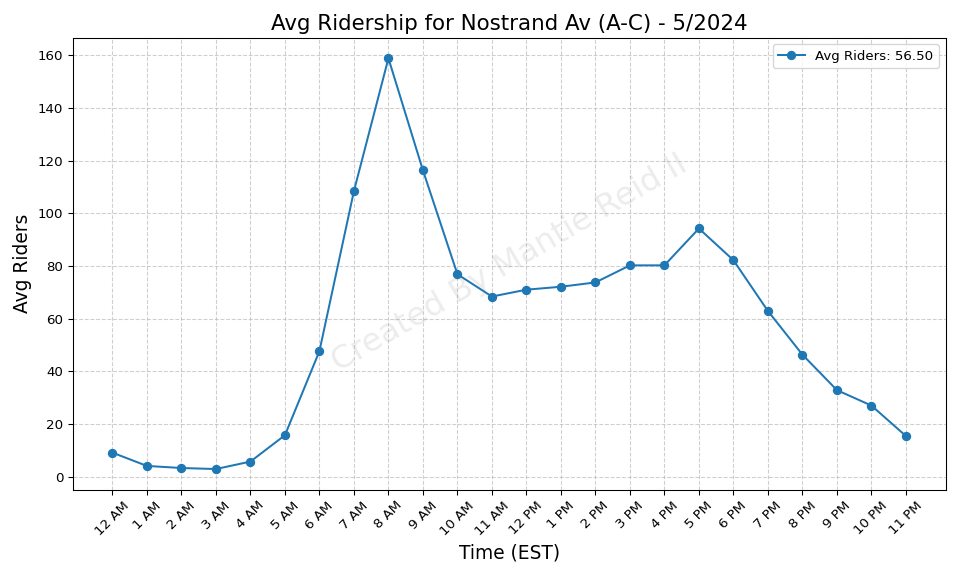 Avg Ridership for Nostrand Av (A-C) - 5/2024
Avg Riders: 56.50
Avg Riders
160
140
120
100
80
60
40
20
0
Created By Mantle Reid II
12 AM
1 AM
2 AM
3 AM
4 AM
5 AM
6 AM
7 AM
8 AM
9 AM
10 AM
11 AM
12 PM
1 PM
2 PM
3 PM
4 PM
5 PM
6 PM
7 PM
8 PM
9 PM
10 PM
11 PM
Time (EST)